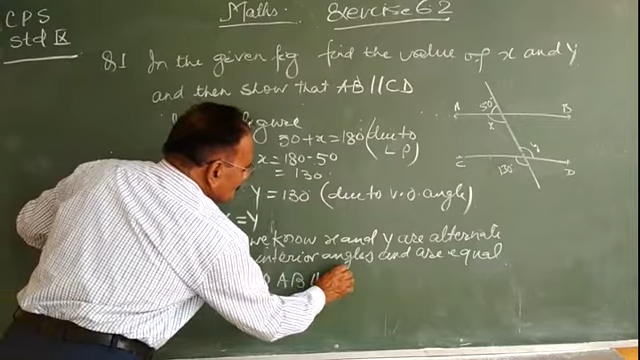 CPS
std IX
Maths. Exercise 6.2
Q.1 In the given fig find the value of x and y
and then show that AB // CD
figure
50 + x = 180 (due to
L P)
x = 180 - 50
= 130
y = 130° (due to v.o. angle)
x = y
we know x and y are alternate
interior angles and are equal
AB //
A 50° B
x
C y D
130°